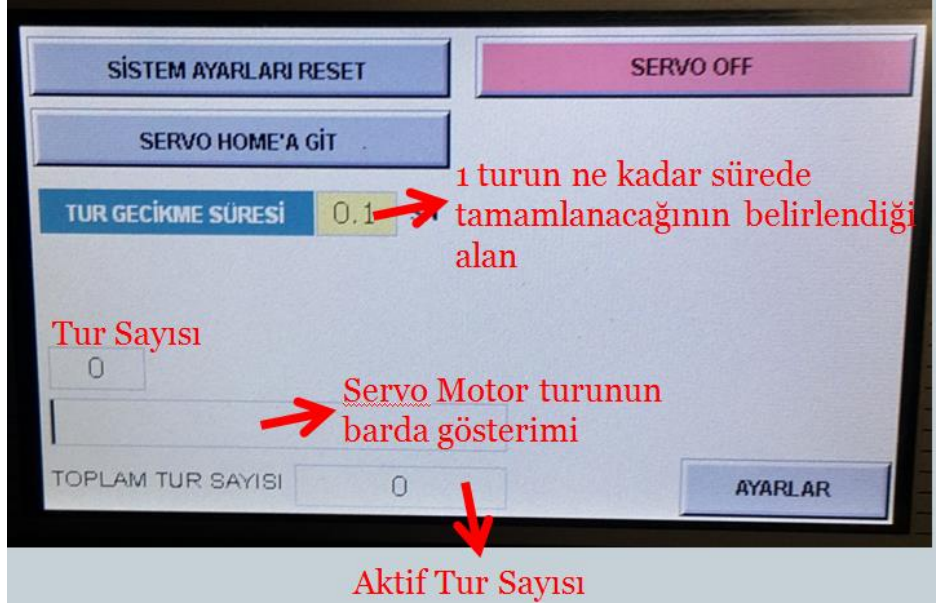 SİSTEM AYARLARI RESET
SERVO OFF
SERVO HOME'A GİT
TUR GECİKME SÜRESİ
0.1
1 turun ne kadar sürede
tamamlanacağının belirlendiği
alan
Tur Sayısı
0
Servo Motor turunun
barda gösterimi
TOPLAM TUR SAYISI
0
AYARLAR
Aktif Tur Sayısı